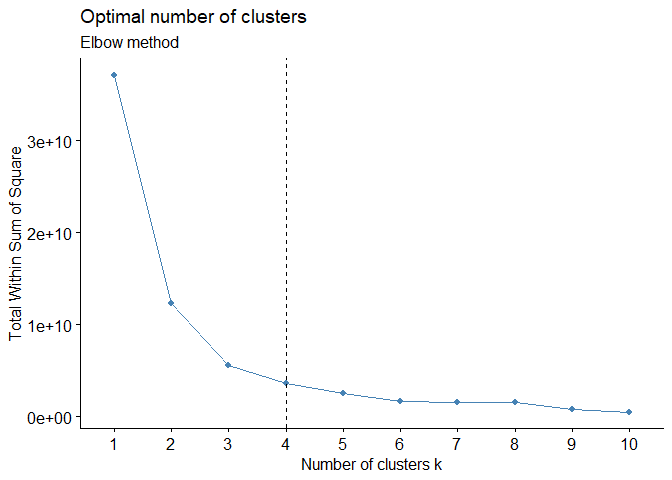 Optimal number of clusters
Elbow method
Total Within Sum of Square
3e+10
2e+10
1e+10
0e+00
1 2 3 4 5 6 7 8 9 10
Number of clusters k